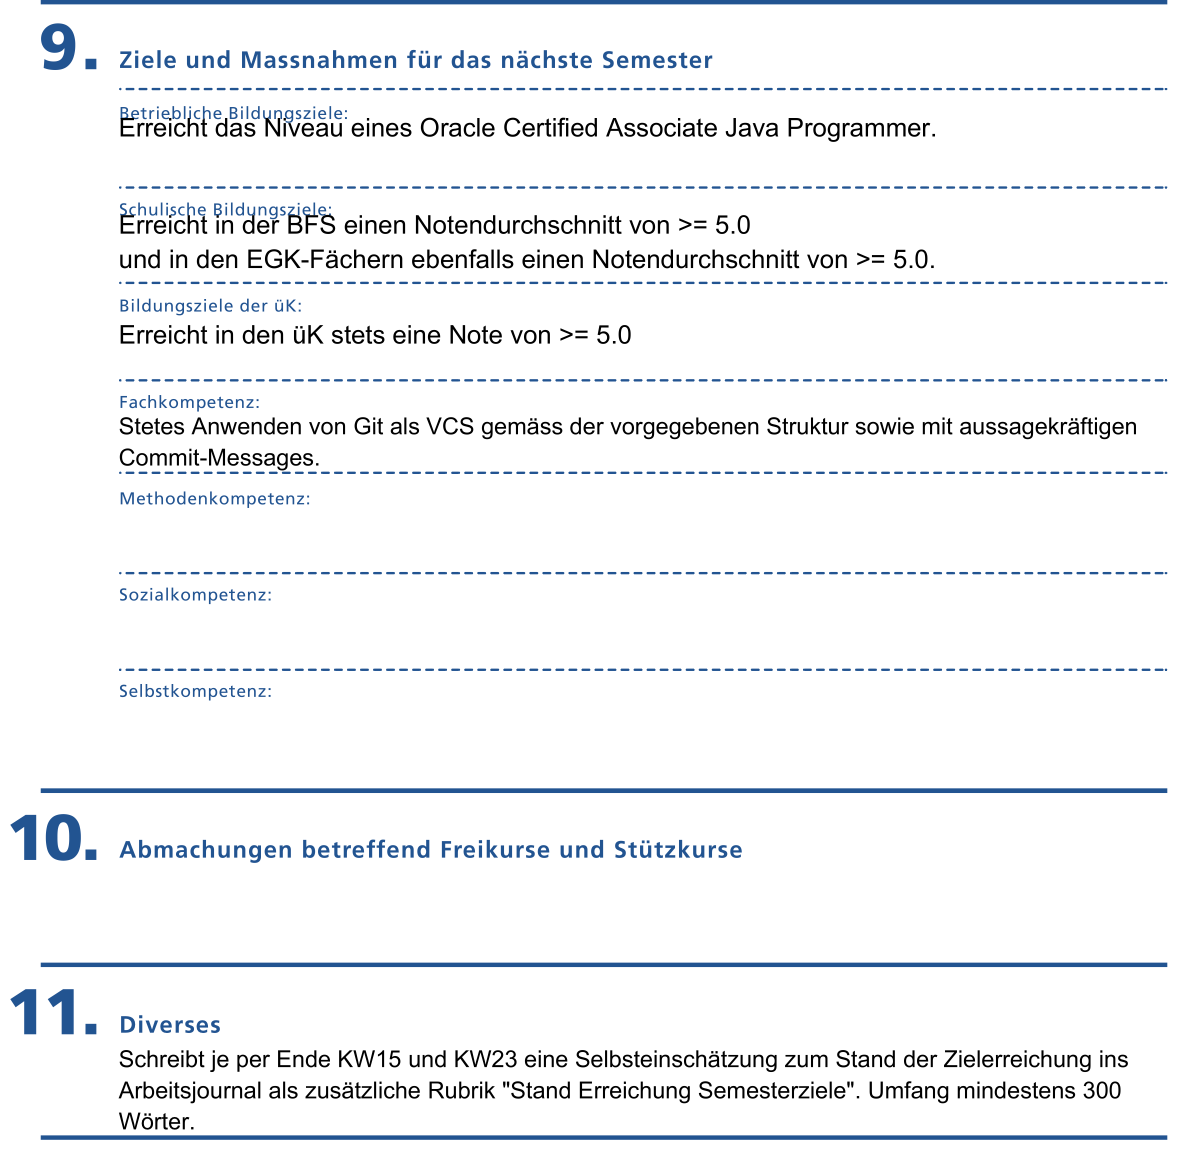 9. Ziele und Massnahmen für das nächste Semester
Betriebliche Bildungsziele:
Erreicht das Niveau eines Oracle Certified Associate Java Programmer.
Schulische Bildungsziele:
Erreicht in der BFS einen Notendurchschnitt von >= 5.0
und in den EGK-Fächern ebenfalls einen Notendurchschnitt von >= 5.0.
Bildungsziele der üK:
Erreicht in den üK stets eine Note von >= 5.0
Fachkompetenz:
Stetes Anwenden von Git als VCS gemäss der vorgegebenen Struktur sowie mit aussagekräftigen
Commit-Messages.
Methodenkompetenz:
Sozialkompetenz:
Selbstkompetenz:
10. Abmachungen betreffend Freikurse und Stützkurse
11. Diverses
Schreibt je per Ende KW15 und KW23 eine Selbsteinschätzung zum Stand der Zielerreichung ins
Arbeitsjournal als zusätzliche Rubrik "Stand Erreichung Semesterziele". Umfang mindestens 300
Wörter.